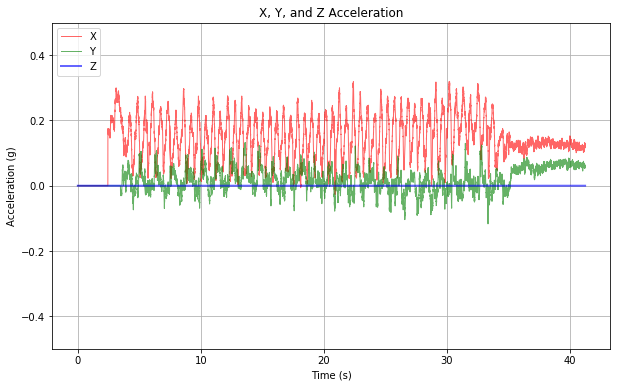 X, Y, and Z Acceleration
X
Y
Z
Acceleration (g)
0.4
0.2
0.0
−0.2
−0.4
0
10
20
30
40
Time (s)